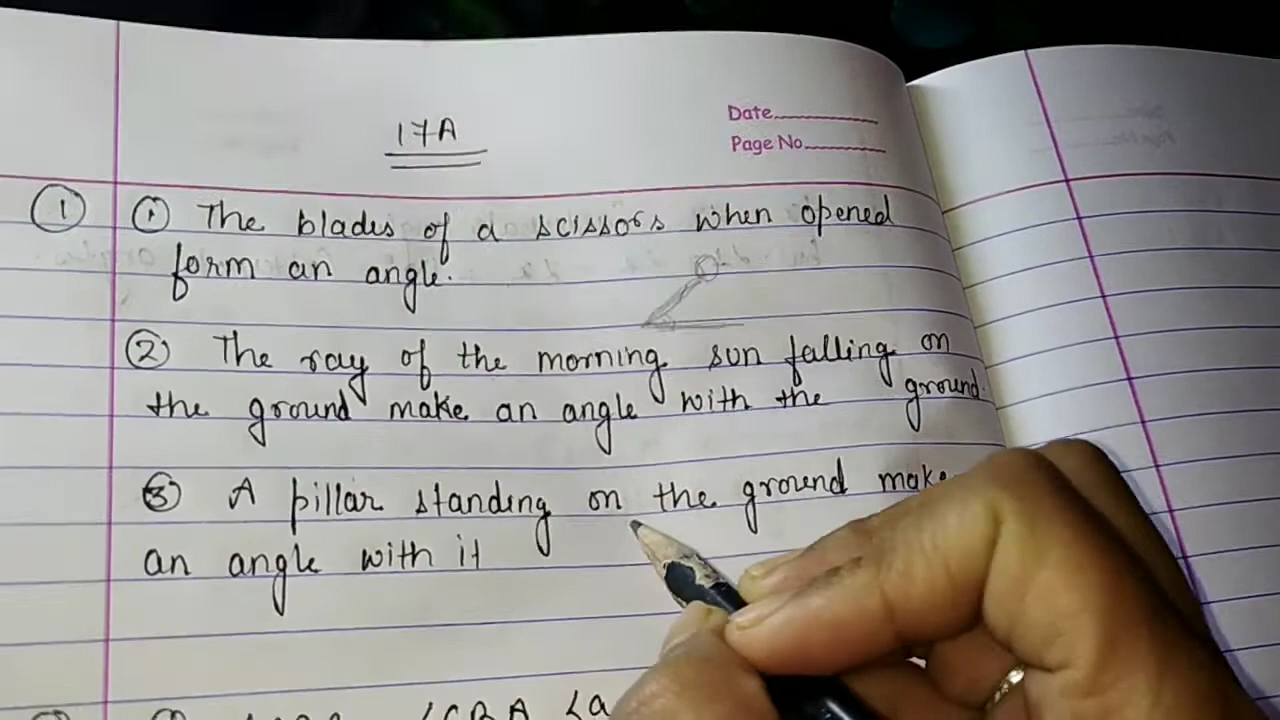 17A
Date
Page No
1 1 The blades of a scissors when opened
form an angle.
2 The ray of the morning sun falling on
the ground make an angle with the ground.
3 A pillar standing on the ground make
an angle with it